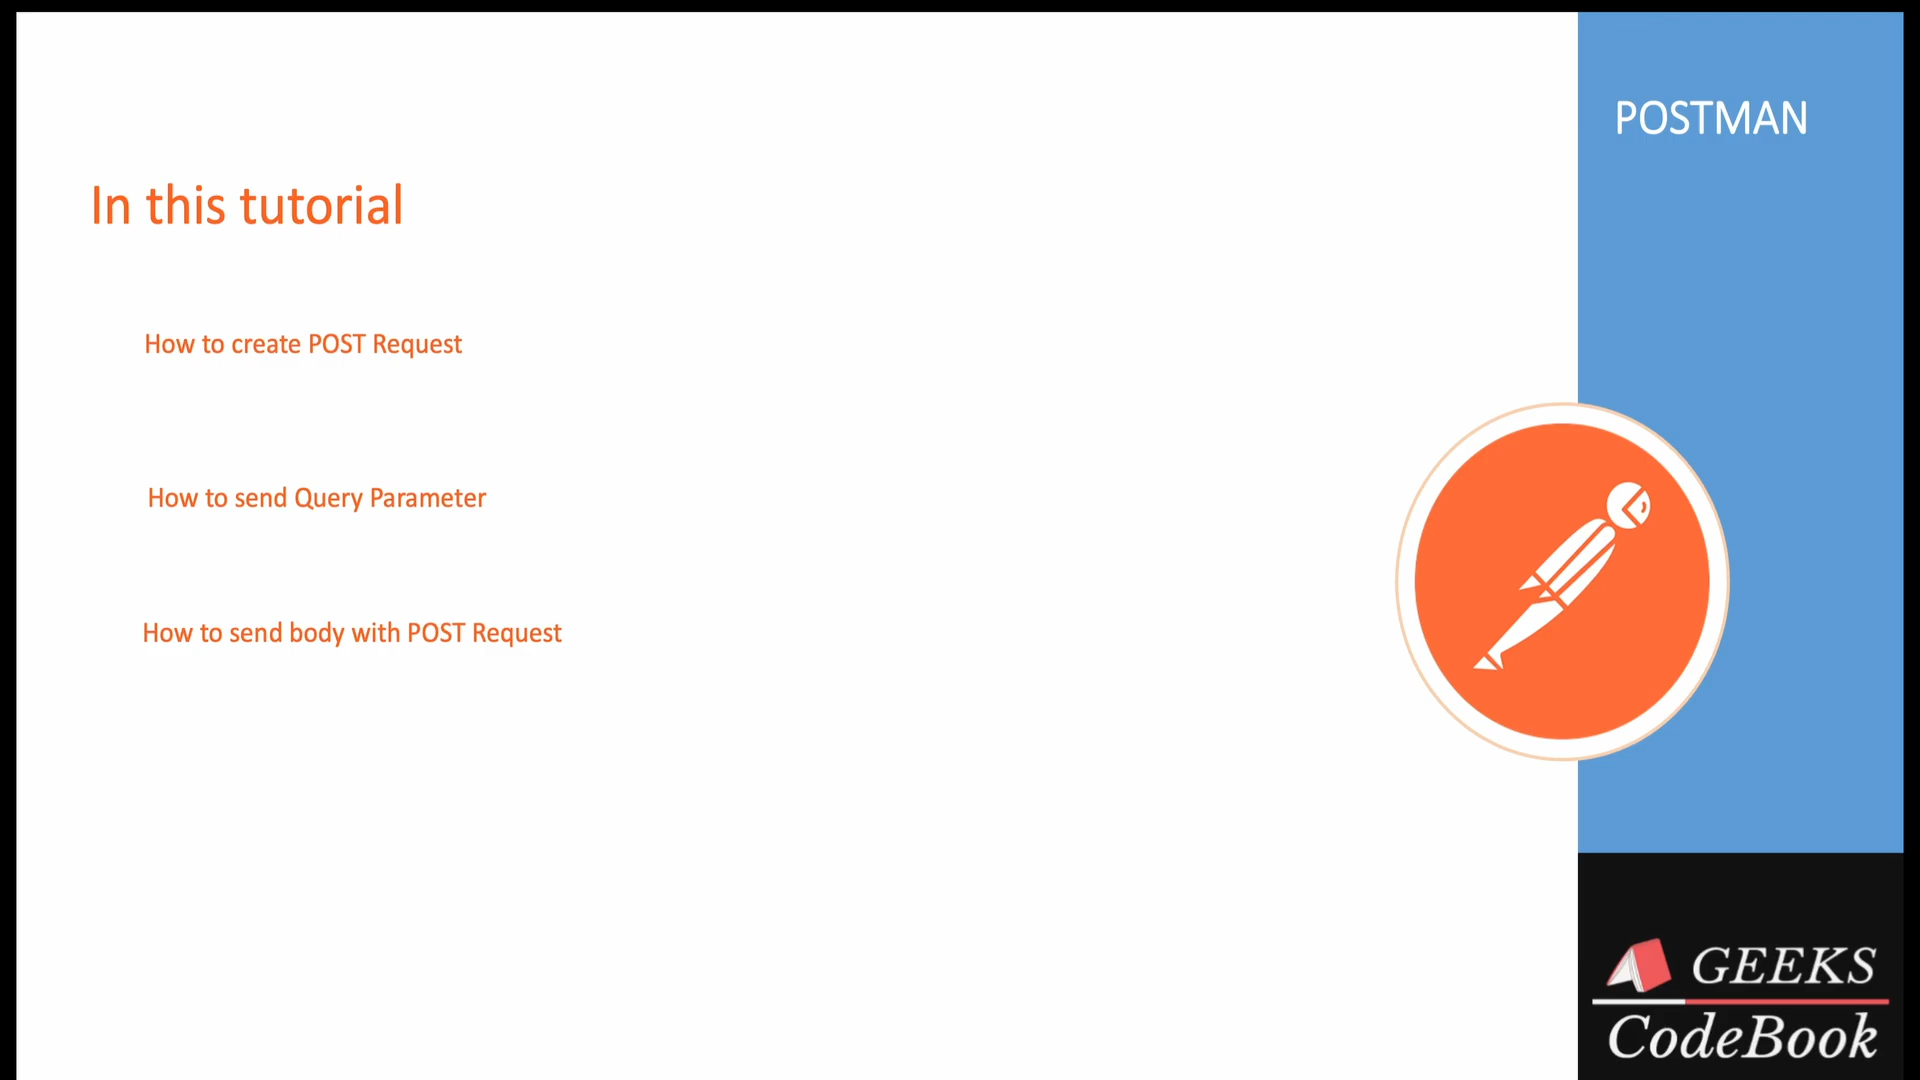 POSTMAN
In this tutorial
How to create POST Request
How to send Query Parameter
How to send body with POST Request
GEEKS
CodeBook